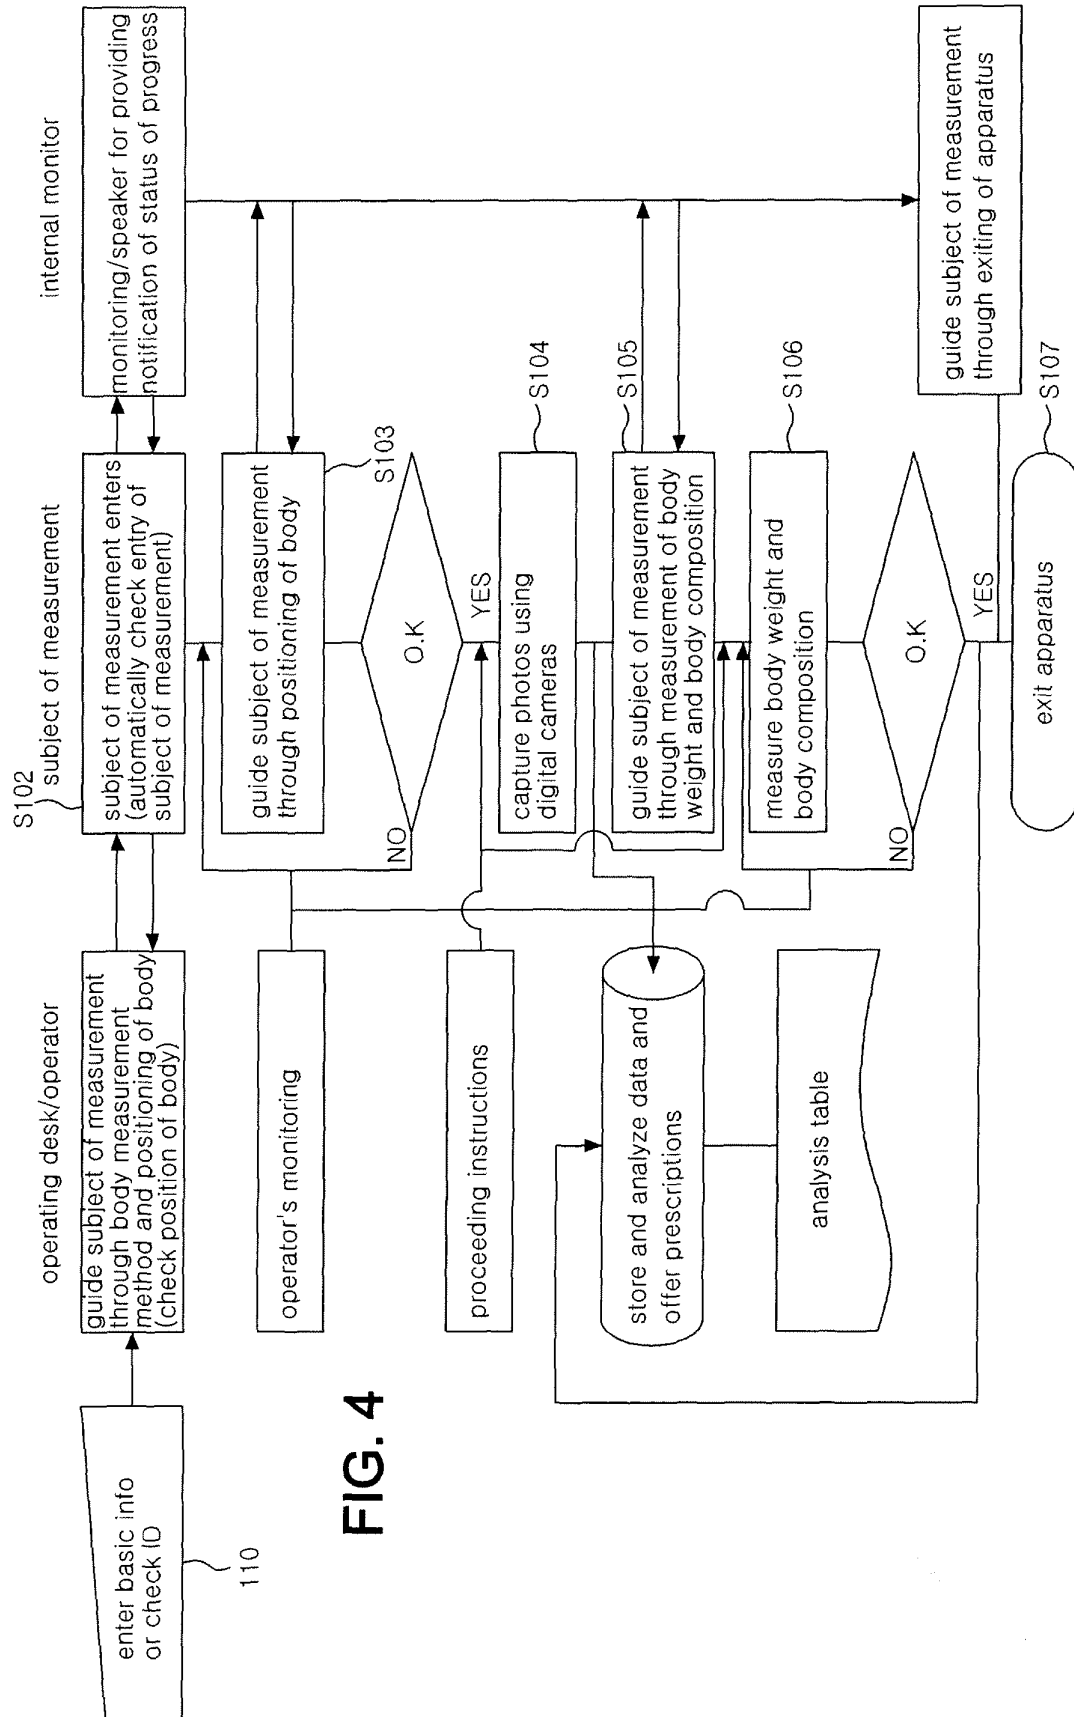 FIG. 4
enter basic info
or check ID
110
operating desk/operator
guide subject of measurement
through body measurement
method and positioning of body
(check position of body)
operator's monitoring
proceeding instructions
store and analyze data and
offer prescriptions
analysis table
subject of measurement
S102
subject of measurement enters
(automatically check entry of
subject of measurement)
guide subject of measurement
through positioning of body
S103
O.K
NO
YES
capture photos using
digital cameras
S104
guide subject of measurement
through measurement of body
weight and body composition
S105
measure body weight and
body composition
S106
O.K
NO
YES
exit apparatus
S107
internal monitor
monitoring/speaker for providing
notification of status of progress
guide subject of measurement
through exiting of apparatus